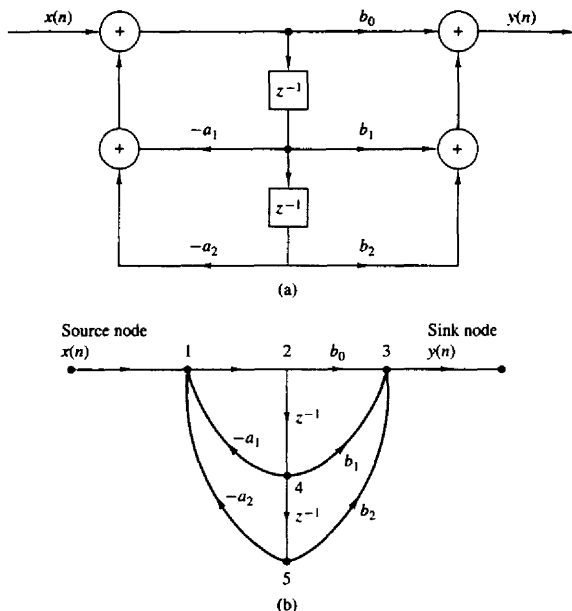 x(n) b₀ y(n)
+ +
z⁻¹
−a₁ b₁
+ +
z⁻¹
−a₂ b₂
(a)
Source node Sink node
x(n) 1 2 b₀ 3 y(n)
z⁻¹
−a₁ b₁
4
−a₂ z⁻¹ b₂
5
(b)